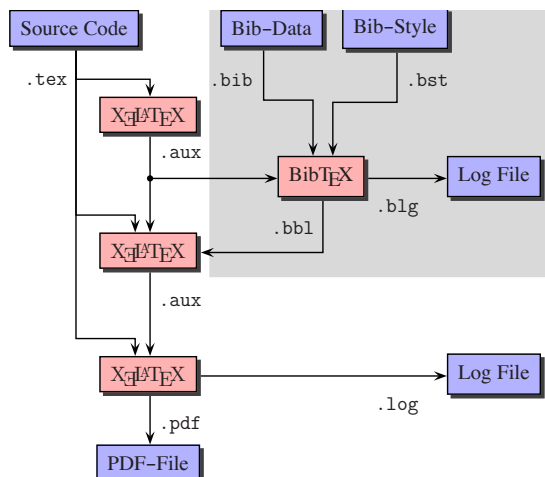 Source Code
Bib-Data
Bib-Style
.tex
.bib
.bst
XƎLATEX
.aux
BibTEX
Log File
.blg
.bbl
XƎLATEX
.aux
XƎLATEX
Log File
.log
.pdf
PDF-File